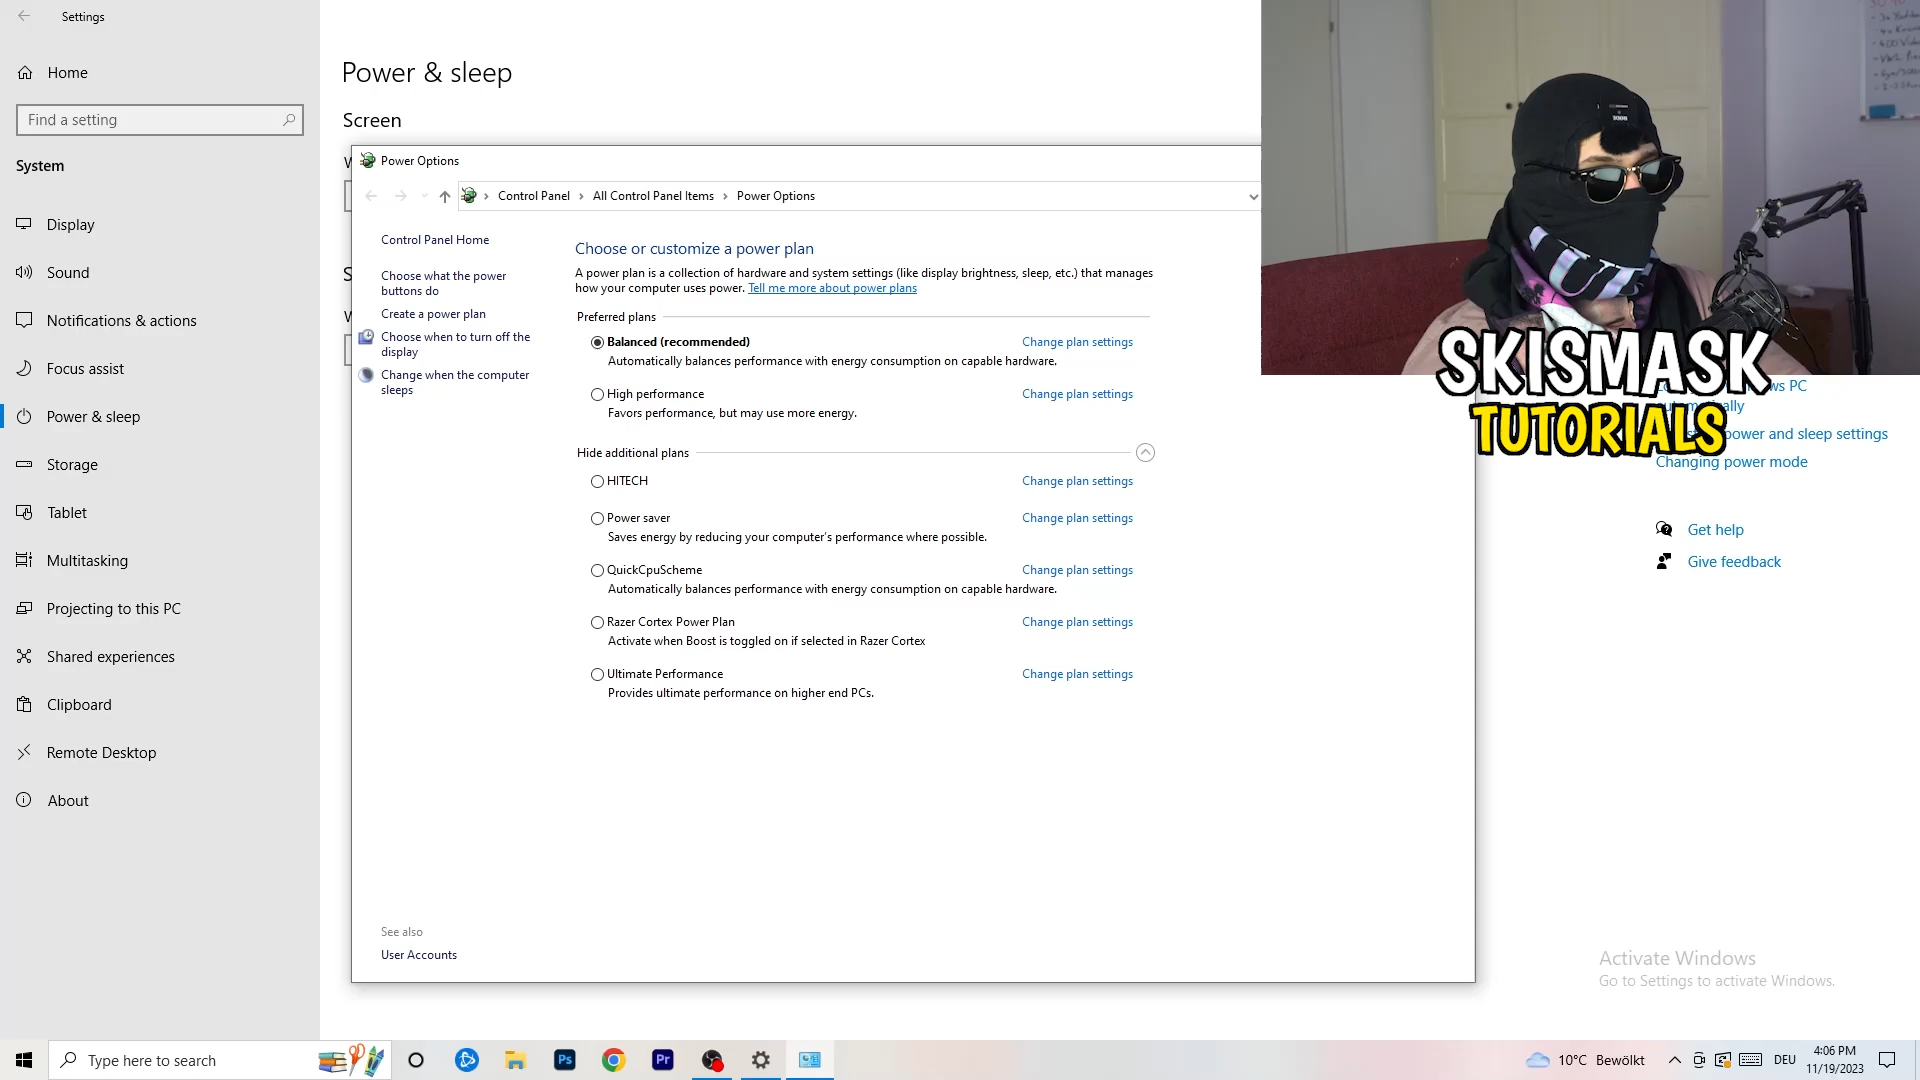 Settings
Home
Find a setting
System
Display
Sound
Notifications & actions
Focus assist
Power & sleep
Storage
Tablet
Multitasking
Projecting to this PC
Shared experiences
Clipboard
Remote Desktop
About
Power & sleep
Screen
Power Options
Control Panel
All Control Panel Items
Power Options
Control Panel Home
Choose what the power
buttons do
Create a power plan
Choose when to turn off the
display
Change when the computer
sleeps
Choose or customize a power plan
A power plan is a collection of hardware and system settings (like display brightness, sleep, etc.) that manages
how your computer uses power. Tell me more about power plans
Preferred plans
Balanced (recommended) Change plan settings
Automatically balances performance with energy consumption on capable hardware.
High performance Change plan settings
Favors performance, but may use more energy.
Hide additional plans
HITECH Change plan settings
Power saver Change plan settings
Saves energy by reducing your computer's performance where possible.
QuickCpuScheme Change plan settings
Automatically balances performance with energy consumption on capable hardware.
Razer Cortex Power Plan Change plan settings
Activate when Boost is toggled on if selected in Razer Cortex
Ultimate Performance Change plan settings
Provides ultimate performance on higher end PCs.
See also
User Accounts
SKISMASK
TUTORIALS
PC
power and sleep settings
Changing power mode
Get help
Give feedback
Activate Windows
Go to Settings to activate Windows.
Type here to search
Ps
Pr
10°C Bewölkt
DEU
4:06 PM
11/19/2023